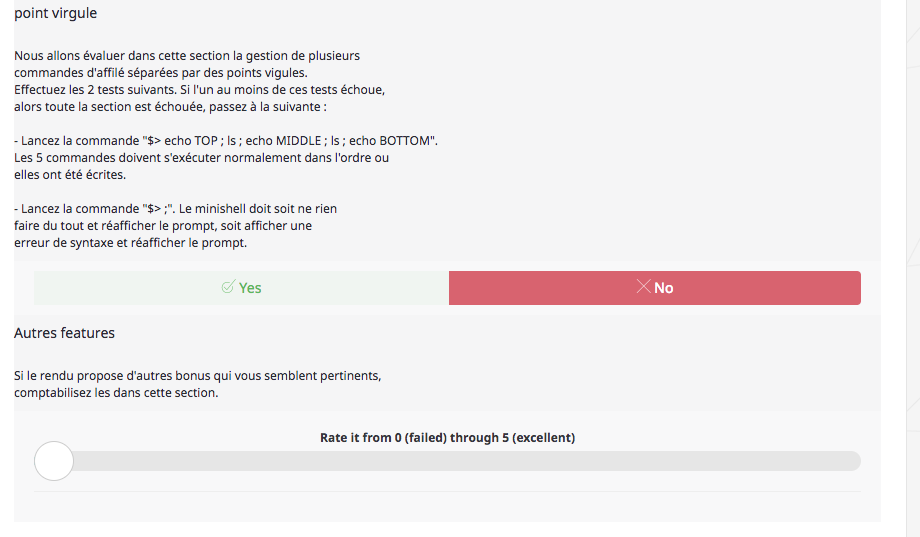 point virgule
Nous allons évaluer dans cette section la gestion de plusieurs
commandes d'affilé séparées par des points vigules.
Effectuez les 2 tests suivants. Si l'un au moins de ces tests échoue,
alors toute la section est échouée, passez à la suivante :
- Lancez la commande "$> echo TOP ; ls ; echo MIDDLE ; ls ; echo BOTTOM".
Les 5 commandes doivent s'exécuter normalement dans l'ordre ou
elles ont été écrites.
- Lancez la commande "$> ;". Le minishell doit soit ne rien
faire du tout et réafficher le prompt, soit afficher une
erreur de syntaxe et réafficher le prompt.
Yes No
Autres features
Si le rendu propose d'autres bonus qui vous semblent pertinents,
comptabilisez les dans cette section.
Rate it from 0 (failed) through 5 (excellent)